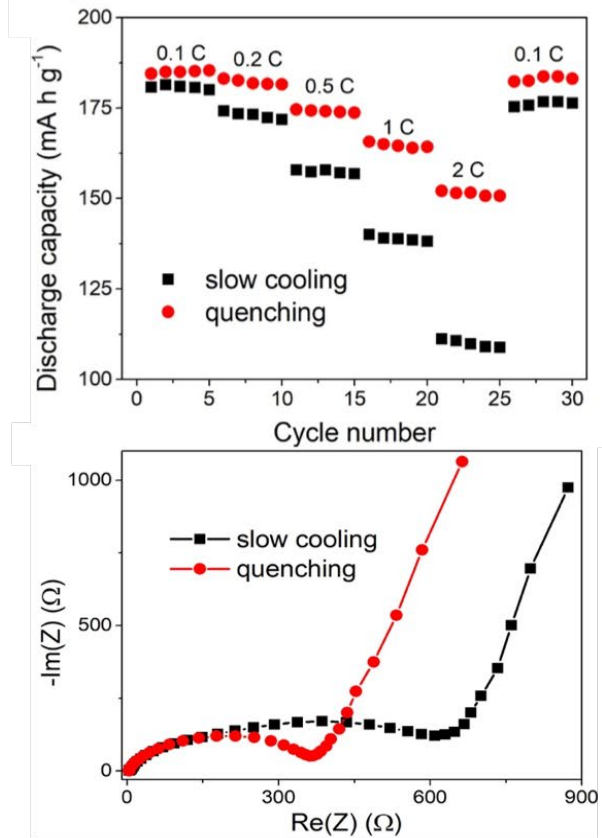 200
0.1 C
0.2 C
0.5 C
1 C
2 C
0.1 C
175
150
125
100
Discharge capacity (mA h g⁻¹)
slow cooling
quenching
0 5 10 15 20 25 30
Cycle number
1000
500
0
-Im(Z) (Ω)
slow cooling
quenching
0 300 600 900
Re(Z) (Ω)